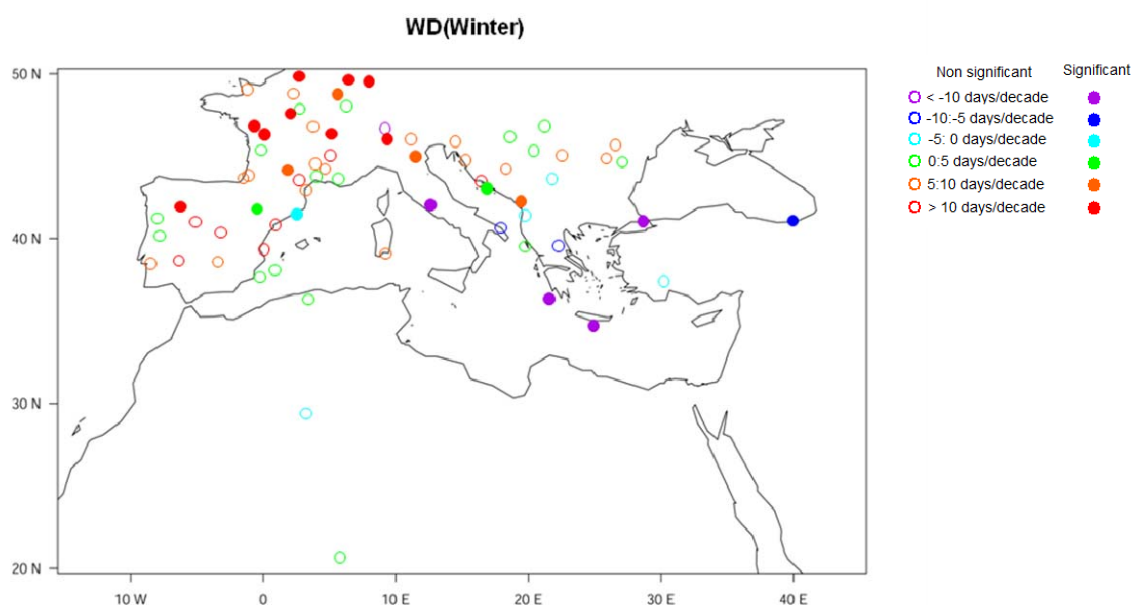 WD(Winter)
50 N
40 N
30 N
20 N
10 W 0 10 E 20 E 30 E 40 E
Non significant Significant
< -10 days/decade
-10:-5 days/decade
-5: 0 days/decade
0:5 days/decade
5:10 days/decade
> 10 days/decade